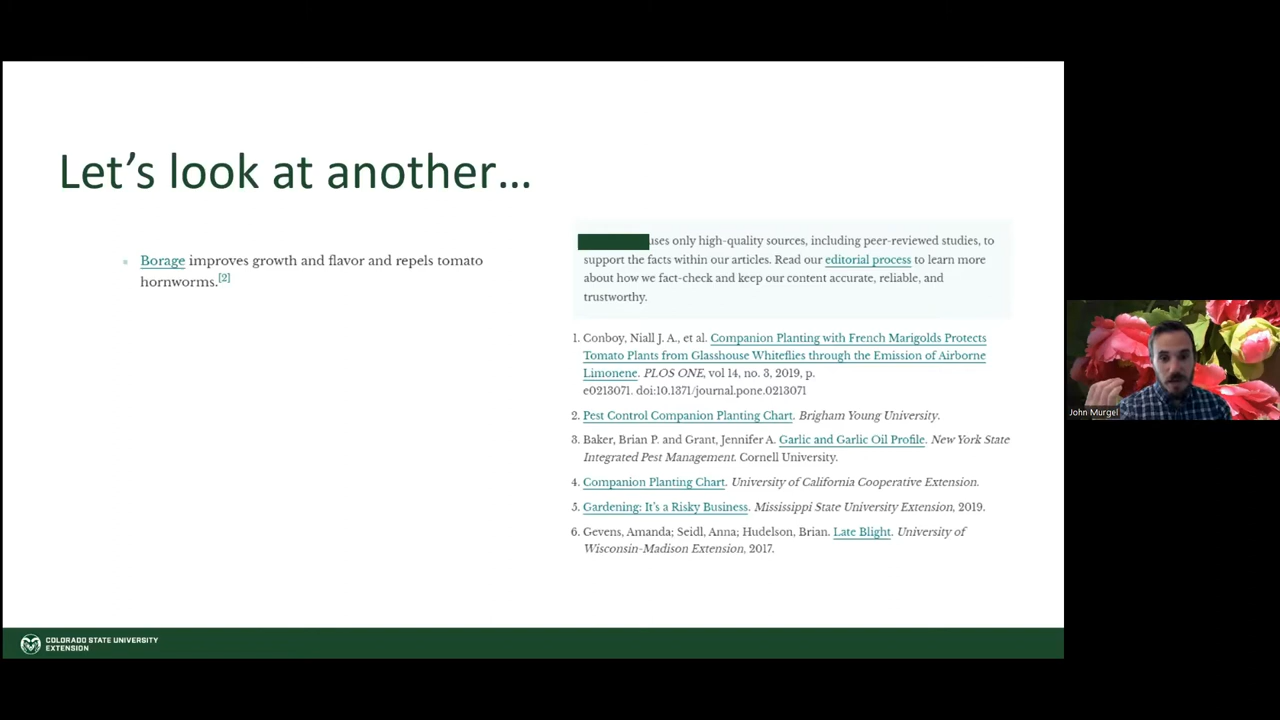 Let's look at another...
Borage improves growth and flavor and repels tomato
hornworms.[2]
uses only high-quality sources, including peer-reviewed studies, to
support the facts within our articles. Read our editorial process to learn more
about how we fact-check and keep our content accurate, reliable, and
trustworthy.
1. Conboy, Niall J. A., et al. Companion Planting with French Marigolds Protects
Tomato Plants from Glasshouse Whiteflies through the Emission of Airborne
Limonene. PLOS ONE, vol 14, no. 3, 2019, p.
e0213071. doi:10.1371/journal.pone.0213071
2. Pest Control Companion Planting Chart. Brigham Young University.
3. Baker, Brian P. and Grant, Jennifer A. Garlic and Garlic Oil Profile. New York State
Integrated Pest Management. Cornell University.
4. Companion Planting Chart. University of California Cooperative Extension.
5. Gardening: It's a Risky Business. Mississippi State University Extension, 2019.
6. Gevens, Amanda; Seidl, Anna; Hudelson, Brian. Late Blight. University of
Wisconsin-Madison Extension, 2017.
John Murgel
COLORADO STATE UNIVERSITY
EXTENSION